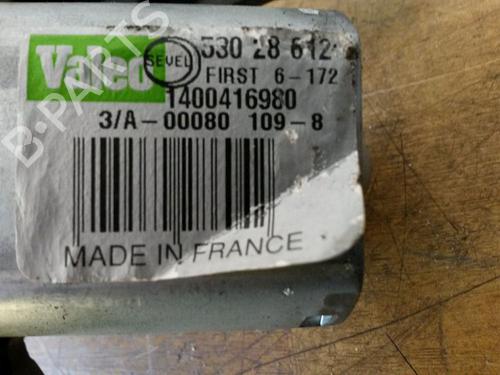 Valeo SEVEL 530 28 612
FIRST 6-172
1400416980
3/A-00080 109-8
MADE IN FRANCE
B-PARTS